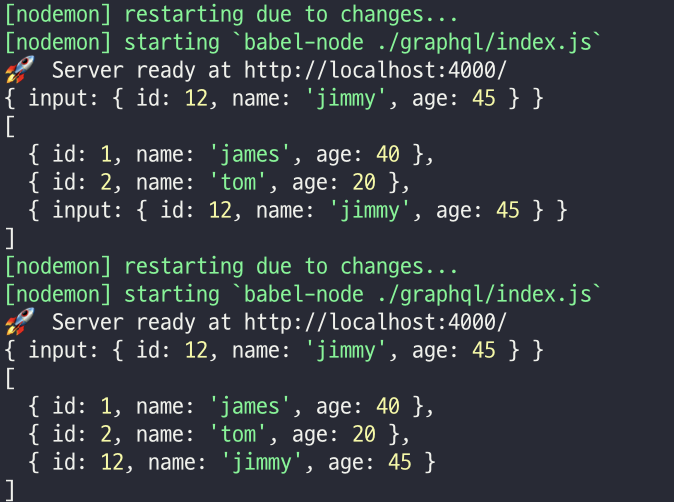 [nodemon] restarting due to changes...
[nodemon] starting `babel-node ./graphql/index.js`
🚀 Server ready at http://localhost:4000/
{ input: { id: 12, name: 'jimmy', age: 45 } }
[
  { id: 1, name: 'james', age: 40 },
  { id: 2, name: 'tom', age: 20 },
  { input: { id: 12, name: 'jimmy', age: 45 } }
]
[nodemon] restarting due to changes...
[nodemon] starting `babel-node ./graphql/index.js`
🚀 Server ready at http://localhost:4000/
{ input: { id: 12, name: 'jimmy', age: 45 } }
[
  { id: 1, name: 'james', age: 40 },
  { id: 2, name: 'tom', age: 20 },
  { id: 12, name: 'jimmy', age: 45 }
]